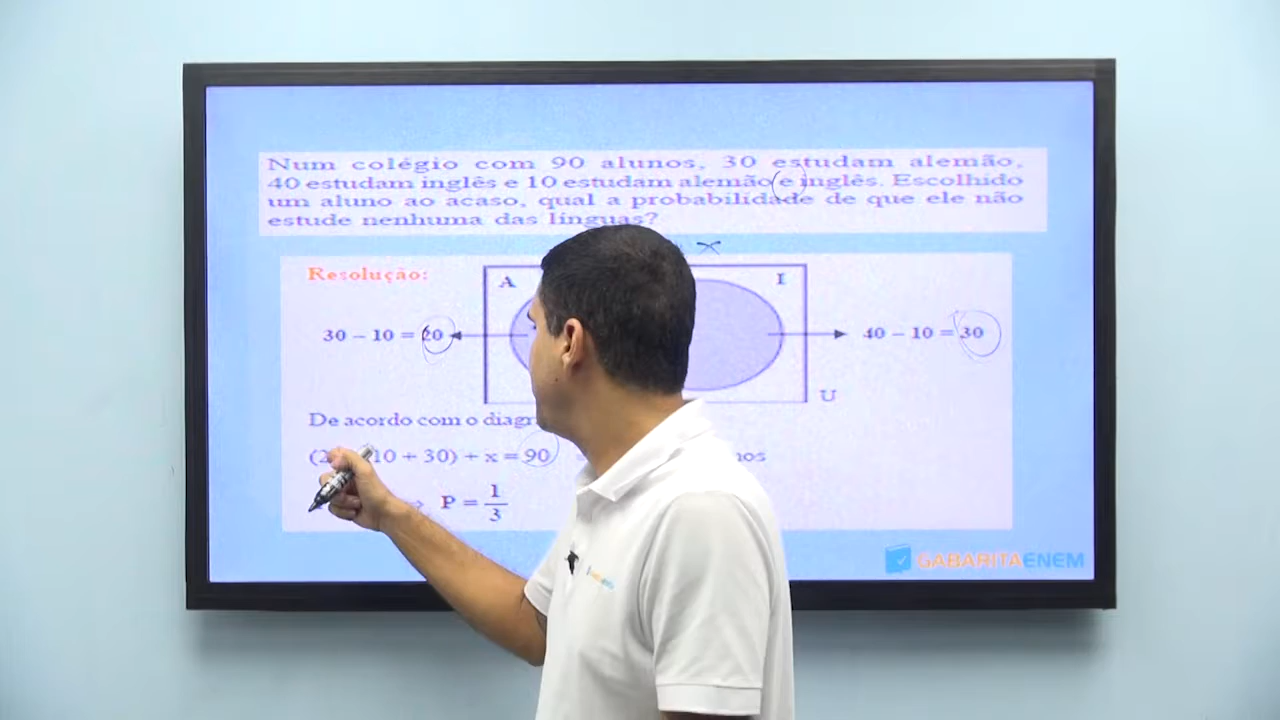 Num colégio com 90 alunos, 30 estudam alemão,
40 estudam inglês e 10 estudam alemão e inglês. Escolhido
um aluno ao acaso, qual a probabilidade de que ele não
estude nenhuma das línguas?
Resolução:
A
I
30 – 10 = 20
40 – 10 = 30
U
De acordo com o
10 + 30) + x = 90
⇒ P = 1/3
GABARITAENEM